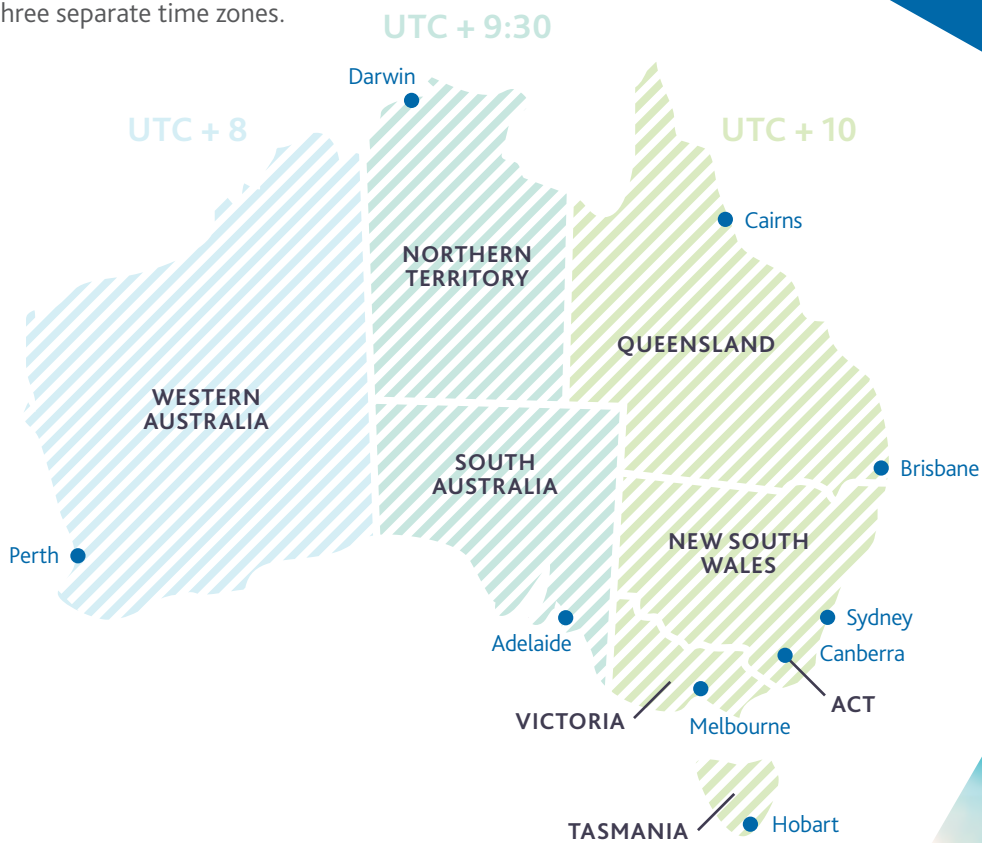 hree separate time zones.
UTC + 9:30
Darwin
UTC + 8
UTC + 10
Cairns
NORTHERN
TERRITORY
QUEENSLAND
WESTERN
AUSTRALIA
SOUTH
AUSTRALIA
Brisbane
NEW SOUTH
WALES
Perth
Sydney
Adelaide
Canberra
ACT
VICTORIA
Melbourne
TASMANIA
Hobart